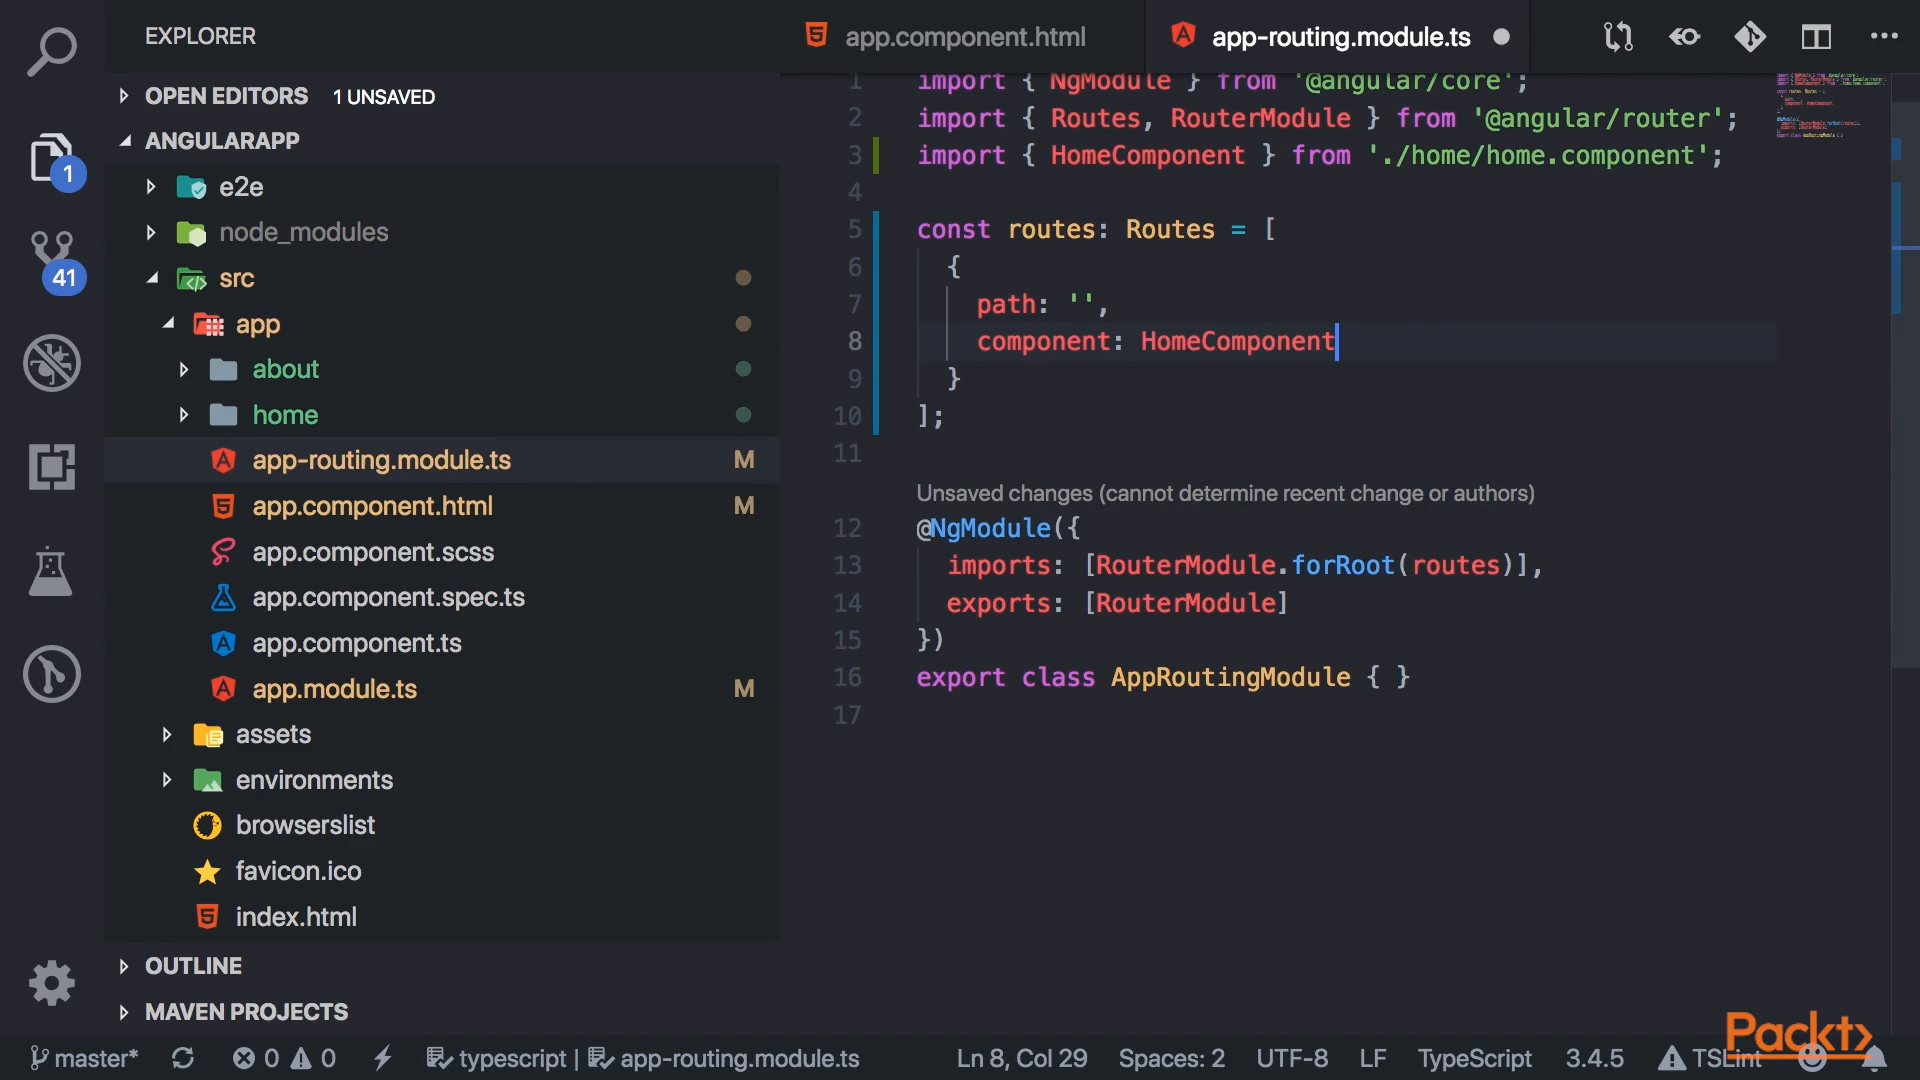 EXPLORER
OPEN EDITORS 1 UNSAVED
ANGULARAPP
e2e
node_modules
src
app
about
home
app-routing.module.ts M
app.component.html M
app.component.scss
app.component.spec.ts
app.component.ts
app.module.ts M
assets
environments
browserslist
favicon.ico
index.html
OUTLINE
MAVEN PROJECTS
1
41
app.component.html
app-routing.module.ts
1 import { NgModule } from '@angular/core';
2 import { Routes, RouterModule } from '@angular/router';
3 import { HomeComponent } from './home/home.component';
4
5 const routes: Routes = [
6 {
7 path: '',
8 component: HomeComponent
9 }
10 ];
11
Unsaved changes (cannot determine recent change or authors)
12 @NgModule({
13 imports: [RouterModule.forRoot(routes)],
14 exports: [RouterModule]
15 })
16 export class AppRoutingModule { }
17
Packt>
master* 0 0 typescript | app-routing.module.ts Ln 8, Col 29 Spaces: 2 UTF-8 LF TypeScript 3.4.5 TSLint